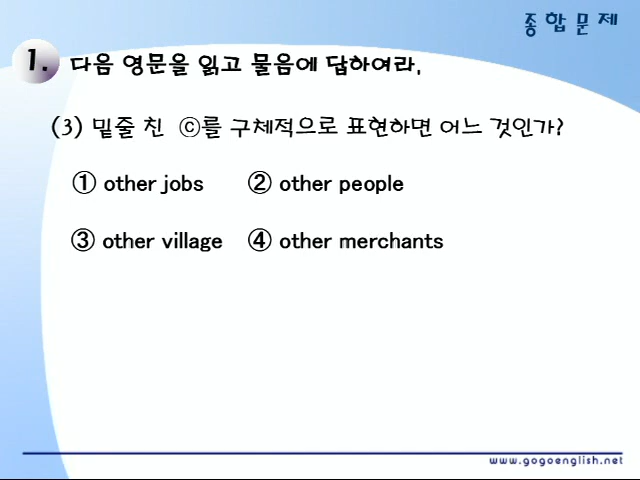 종합문제
1. 다음 영문을 읽고 물음에 답하여라.
(3) 밑줄 친 ⓒ를 구체적으로 표현하면 어느 것인가?
① other jobs ② other people
③ other village ④ other merchants
www.gogoenglish.net